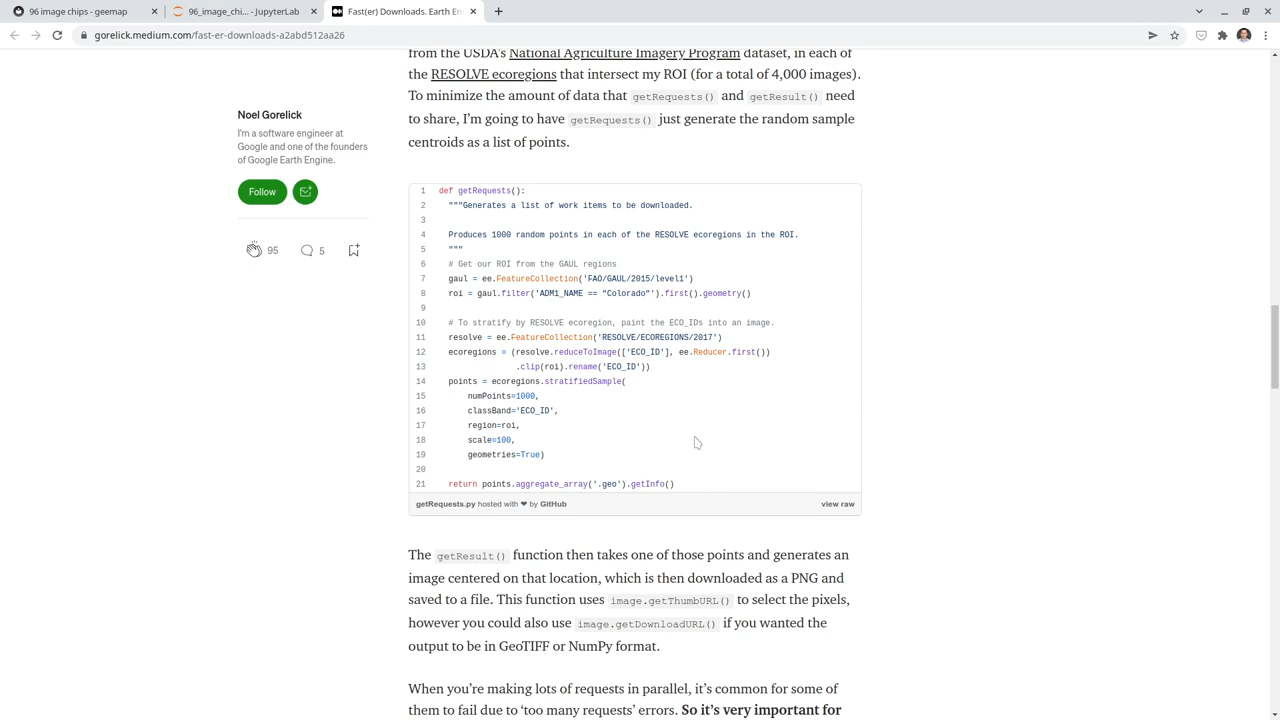 96 image chips - geemap
96_image_chi... - JupyterLab
Fast(er) Downloads. Earth En
gorelick.medium.com/fast-er-downloads-a2abd512aa26
from the USDA's National Agriculture Imagery Program dataset, in each of
the RESOLVE ecoregions that intersect my ROI (for a total of 4,000 images).
To minimize the amount of data that getRequests() and getResult() need
to share, I'm going to have getRequests() just generate the random sample
centroids as a list of points.
Noel Gorelick
I'm a software engineer at
Google and one of the founders
of Google Earth Engine.
Follow
95
5
1 def getRequests():
2 """Generates a list of work items to be downloaded.
3
4 Produces 1000 random points in each of the RESOLVE ecoregions in the ROI.
5 """
6 # Get our ROI from the GAUL regions
7 gaul = ee.FeatureCollection('FAO/GAUL/2015/level1')
8 roi = gaul.filter('ADM1_NAME == "Colorado"').first().geometry()
9
10 # To stratify by RESOLVE ecoregion, paint the ECO_IDs into an image.
11 resolve = ee.FeatureCollection('RESOLVE/ECOREGIONS/2017')
12 ecoregions = (resolve.reduceToImage(['ECO_ID'], ee.Reducer.first())
13 .clip(roi).rename('ECO_ID'))
14 points = ecoregions.stratifiedSample(
15 numPoints=1000,
16 classBand='ECO_ID',
17 region=roi,
18 scale=100,
19 geometries=True)
20
21 return points.aggregate_array('.geo').getInfo()
getRequests.py hosted with ❤ by GitHub
view raw
The getResult() function then takes one of those points and generates an
image centered on that location, which is then downloaded as a PNG and
saved to a file. This function uses image.getThumbURL() to select the pixels,
however you could also use image.getDownloadURL() if you wanted the
output to be in GeoTIFF or NumPy format.
When you're making lots of requests in parallel, it's common for some of
them to fail due to 'too many requests' errors. So it's very important for